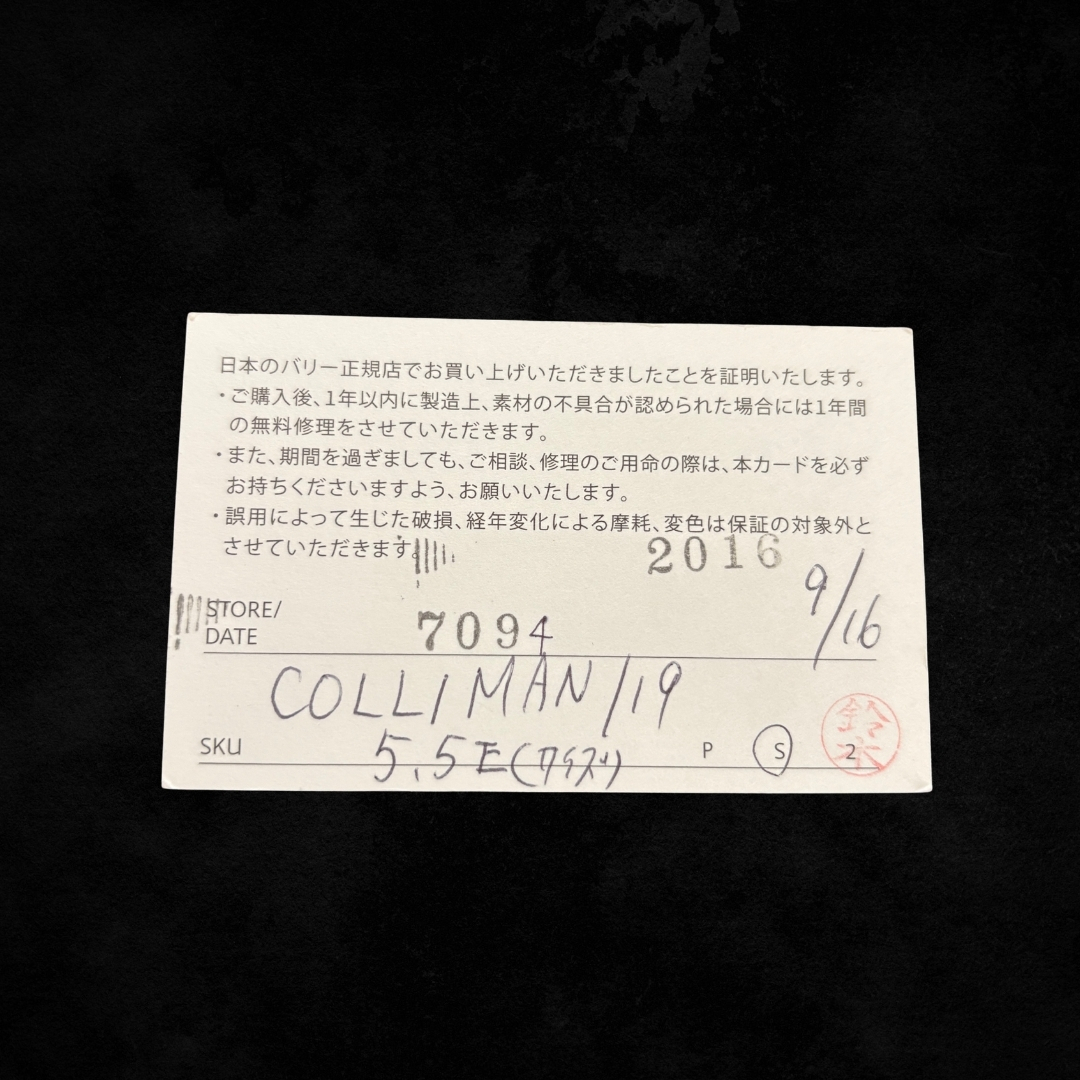 日本のバリー正規店でお買い上げいただきましたことを証明いたします。
・ご購入後、1年以内に製造上、素材の不具合が認められた場合には1年間
の無料修理をさせていただきます。
・また、期間を過ぎましても、ご相談、修理のご用命の際は、本カードを必ず
お持ちくださいますよう、お願いいたします。
・誤用によって生じた破損、経年変化による摩耗、変色は保証の対象外と
させていただきます。
2016 9/16
STORE/
DATE 7094
COLLIMAN/19
SKU 5.5E(ワイズ) P S 2
鈴木